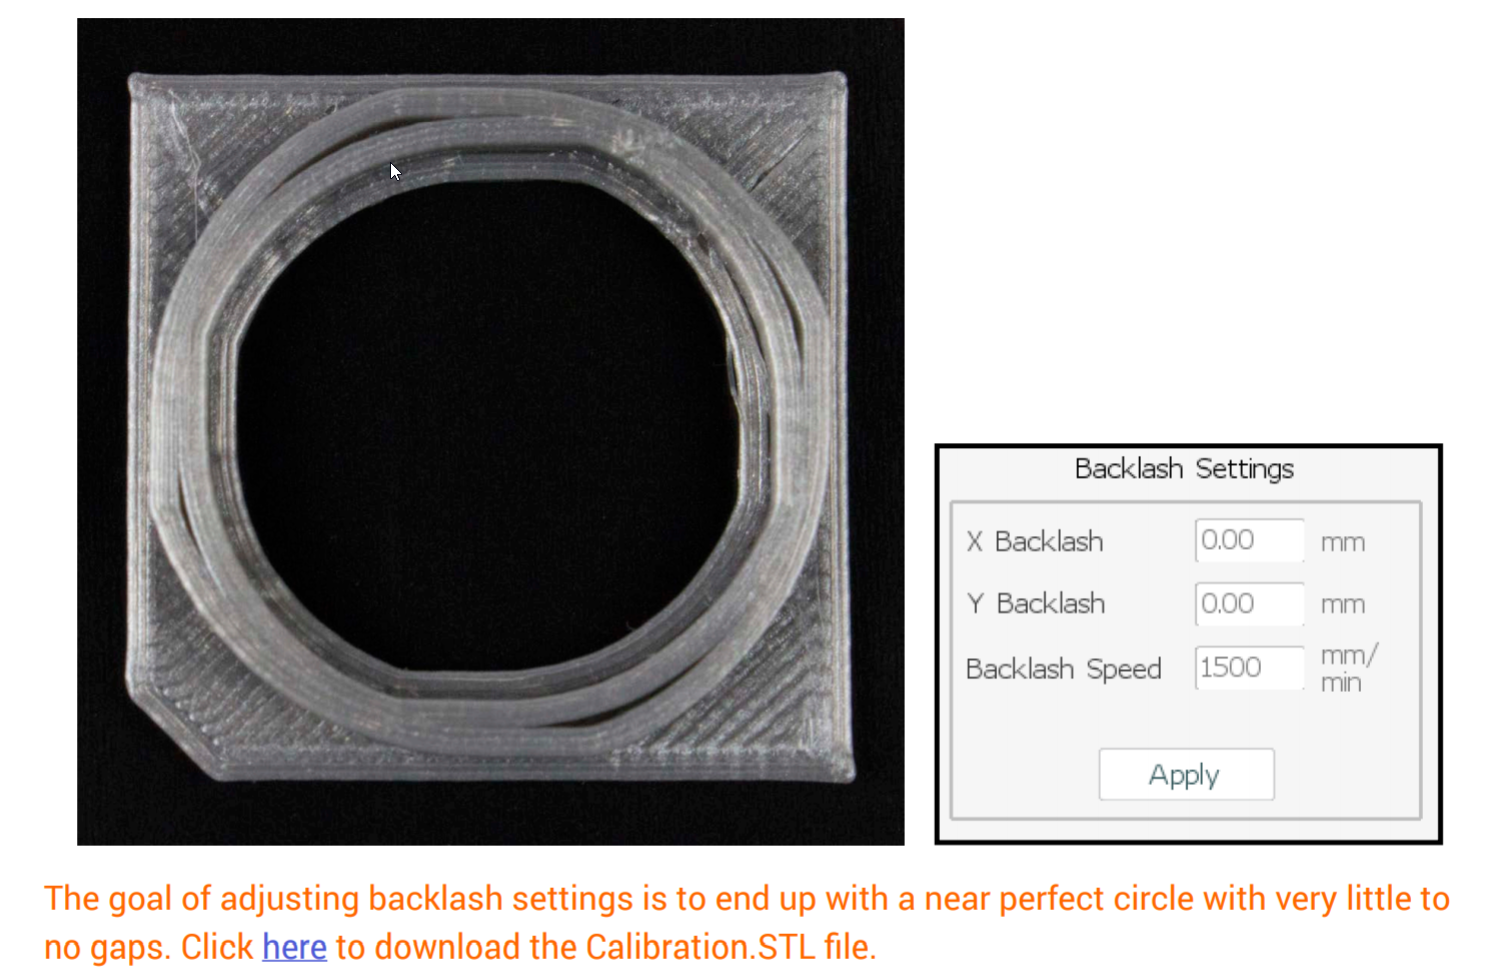 Backlash Settings
X Backlash 0.00 mm
Y Backlash 0.00 mm
Backlash Speed 1500 mm/
min
Apply
The goal of adjusting backlash settings is to end up with a near perfect circle with very little to
no gaps. Click here to download the Calibration.STL file.